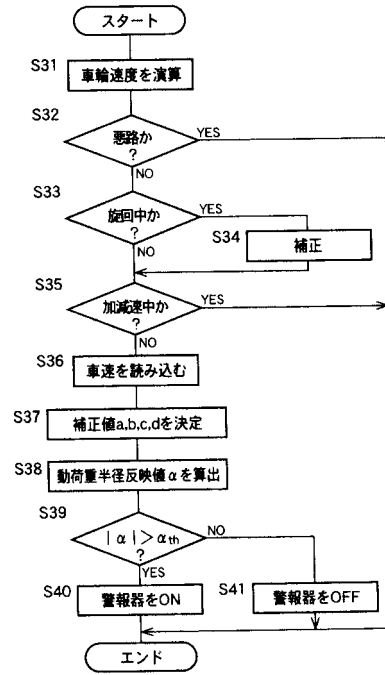 スタート
S31
車輪速度を演算
S32
悪路か
?
YES
NO
S33
旋回中か
?
YES
NO
S34
補正
S35
加減速中か
?
YES
NO
S36
車速を読み込む
S37
補正値a,b,c,dを決定
S38
動荷重半径反映値αを算出
S39
|α|>αth
?
NO
YES
S40
警報器をON
S41
警報器をOFF
エンド